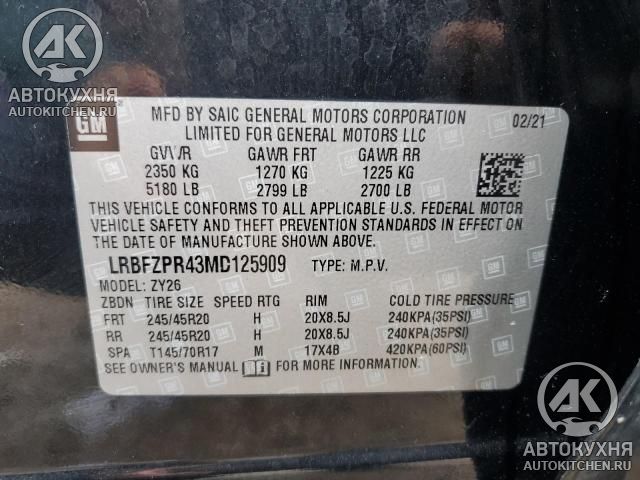 АВТОКУХНЯ
AUTOKITCHEN.RU
GM
MFD BY SAIC GENERAL MOTORS CORPORATION 02/21
LIMITED FOR GENERAL MOTORS LLC
GVWR GAWR FRT GAWR RR
2350 KG 1270 KG 1225 KG
5180 LB 2799 LB 2700 LB
THIS VEHICLE CONFORMS TO ALL APPLICABLE U.S. FEDERAL MOTOR
VEHICLE SAFETY AND THEFT PREVENTION STANDARDS IN EFFECT ON
THE DATE OF MANUFACTURE SHOWN ABOVE.
LRBFZPR43MD125909 TYPE: M.P.V.
MODEL: ZY26
ZBDN TIRE SIZE SPEED RTG RIM COLD TIRE PRESSURE
FRT 245/45R20 H 20X8.5J 240KPA(35PSI)
RR 245/45R20 H 20X8.5J 240KPA(35PSI)
SPA T145/70R17 M 17X4B 420KPA(60PSI)
SEE OWNER'S MANUAL FOR MORE INFORMATION.
АК
АВТОКУХНЯ
AUTOKITCHEN.RU